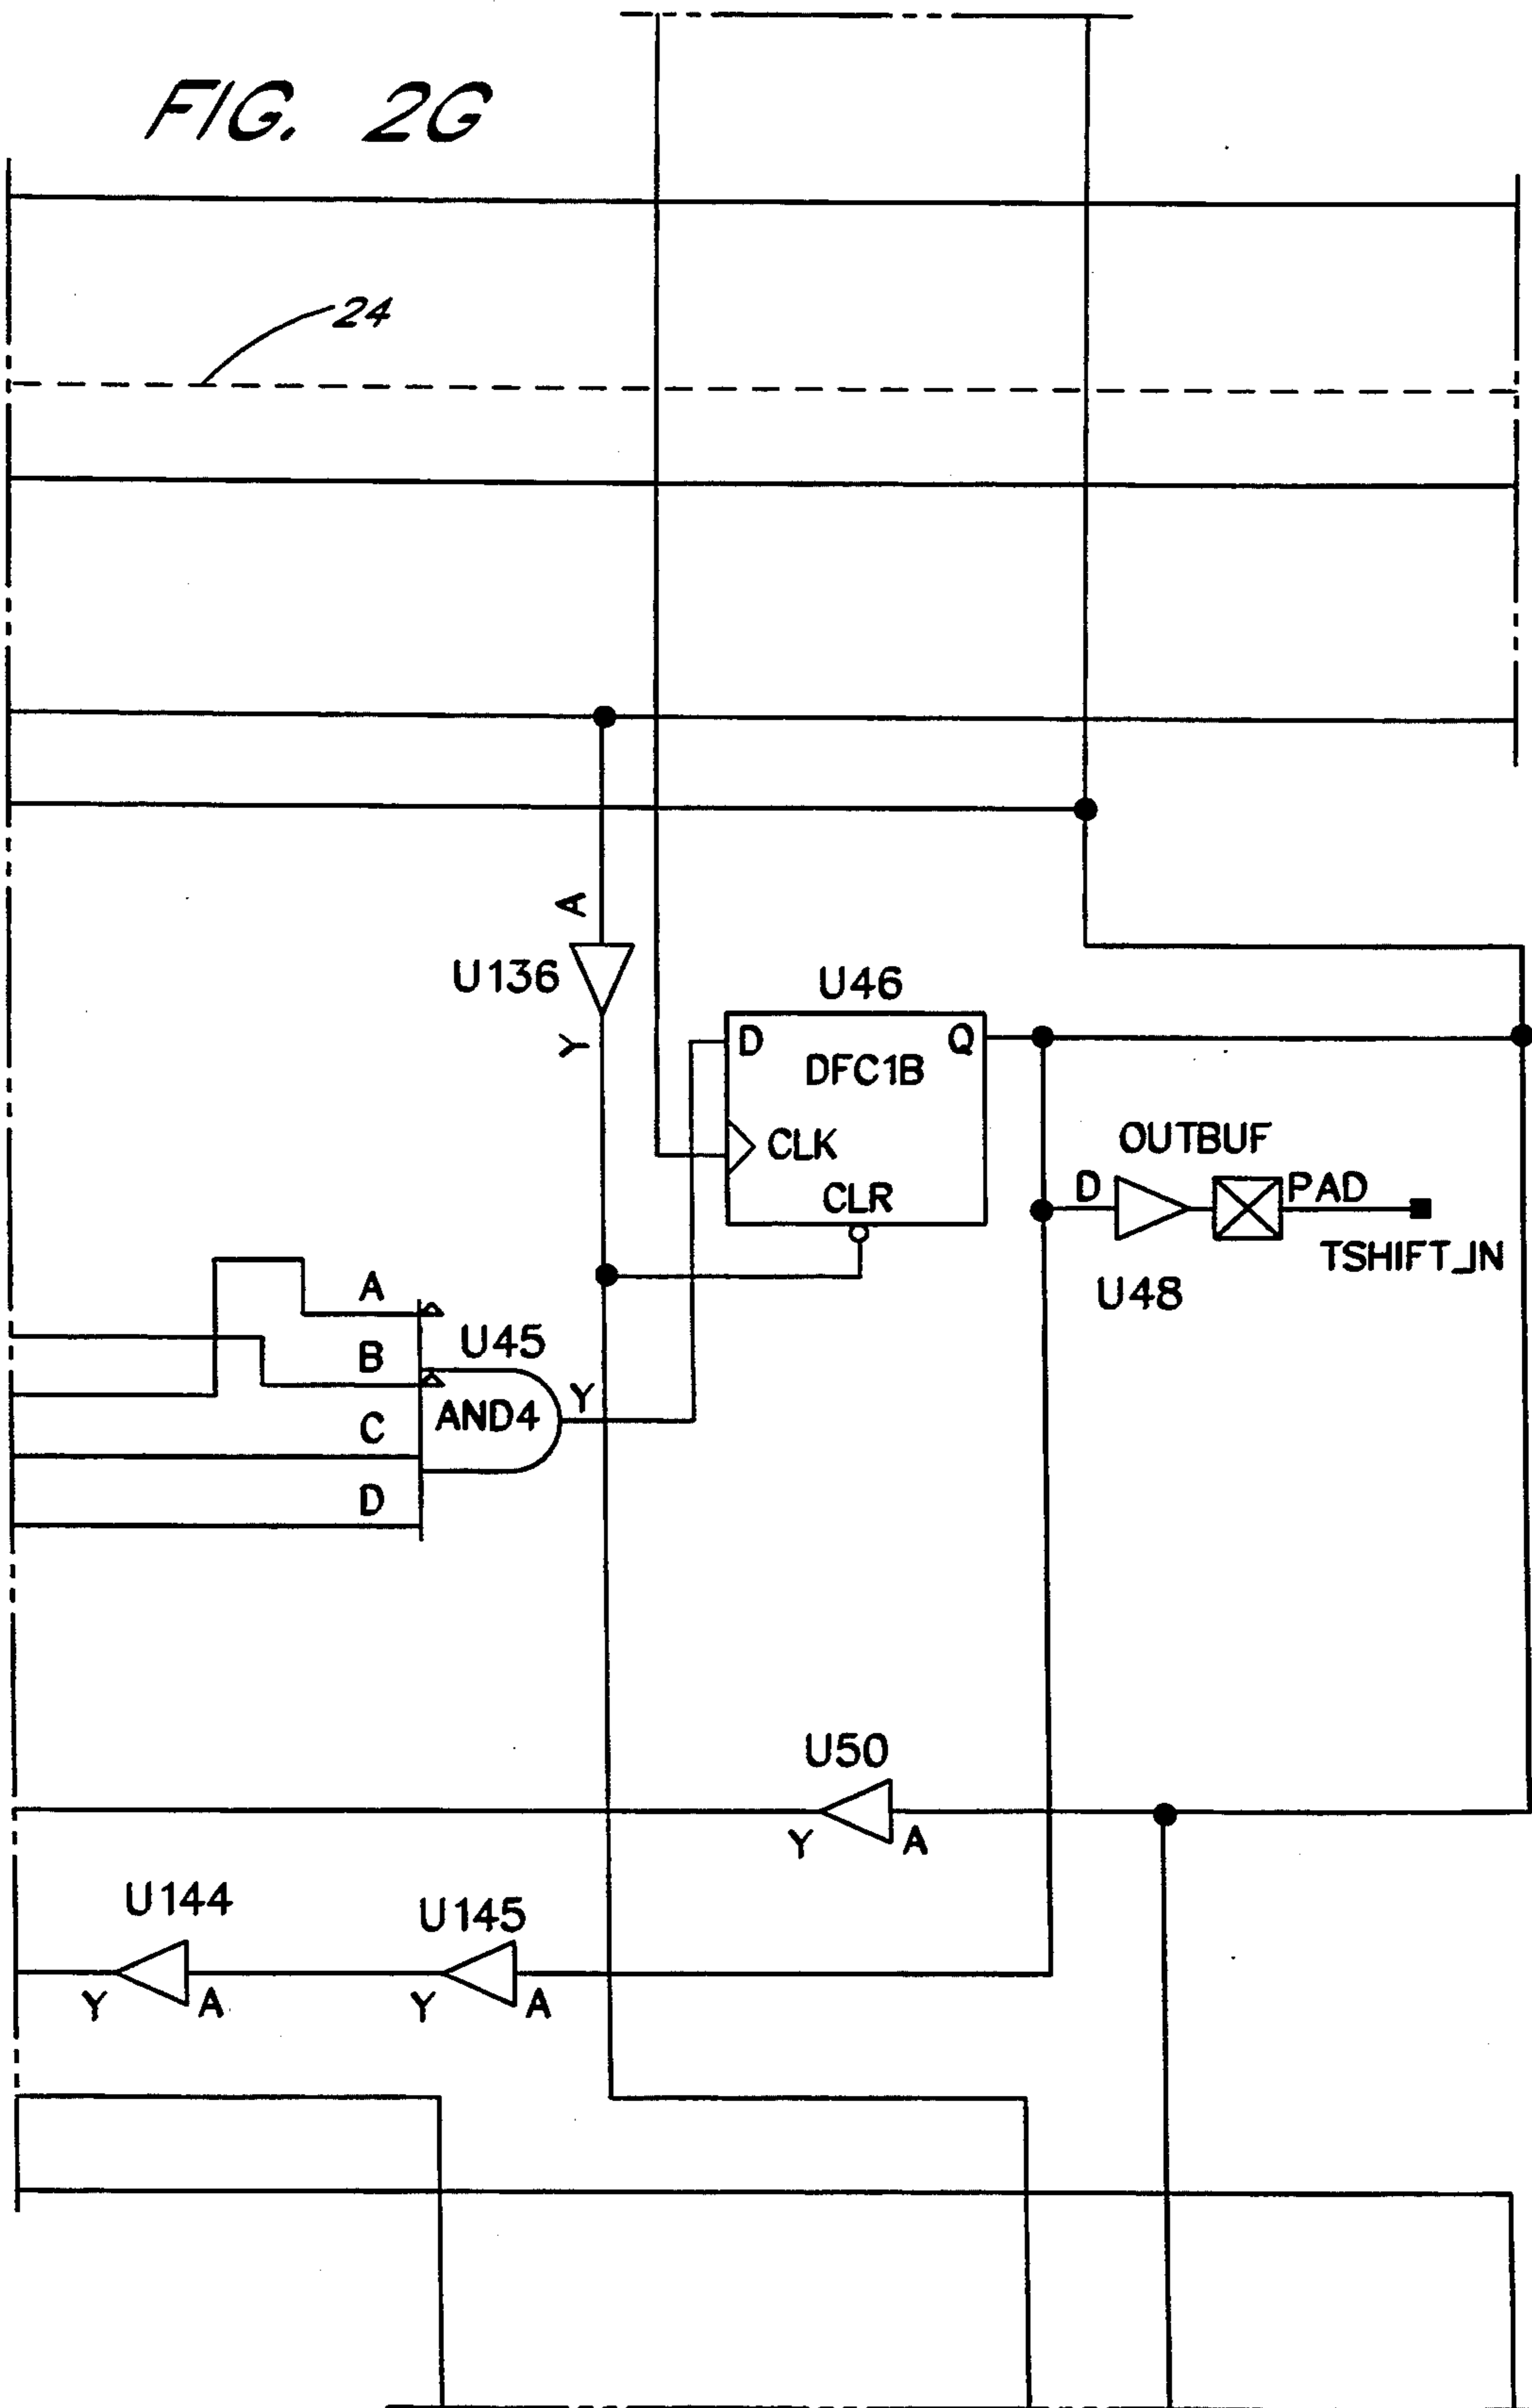 FIG. 2G
24
A
U136
Y
U46
D
Q
DFC1B
CLK
CLR
OUTBUF
D
PAD
TSHIFT_IN
U48
A
U45
B
Y
AND4
C
D
U50
Y
A
U144
U145
Y
A
Y
A